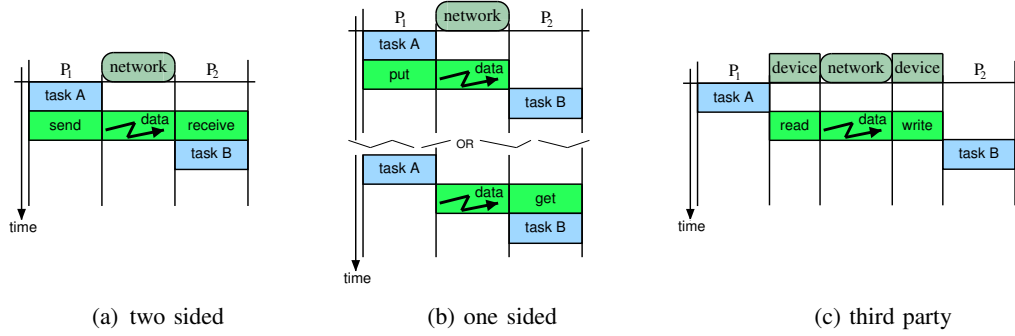 P1 network P2
task A
send data receive
task B
time
(a) two sided
P1 network P2
task A
put data
task B
OR
task A
data get
task B
time
(b) one sided
P1 device network device P2
task A
read data write
task B
time
(c) third party